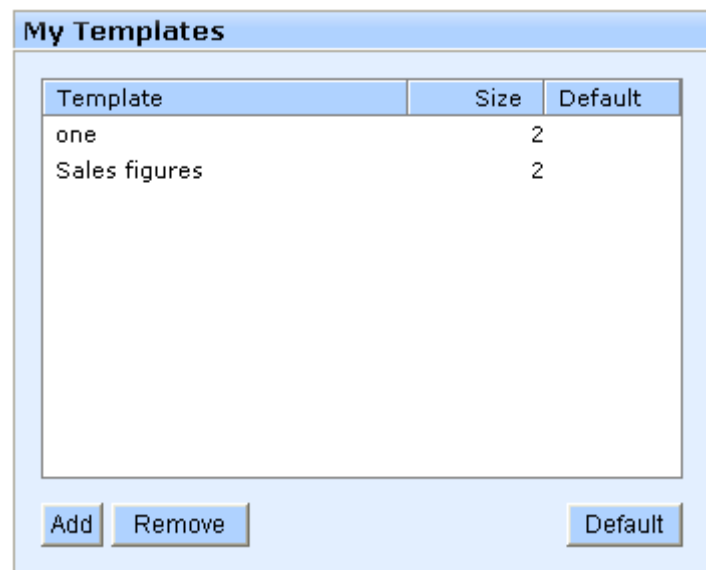 My Templates
Template Size Default
one 2
Sales figures 2
Add Remove Default